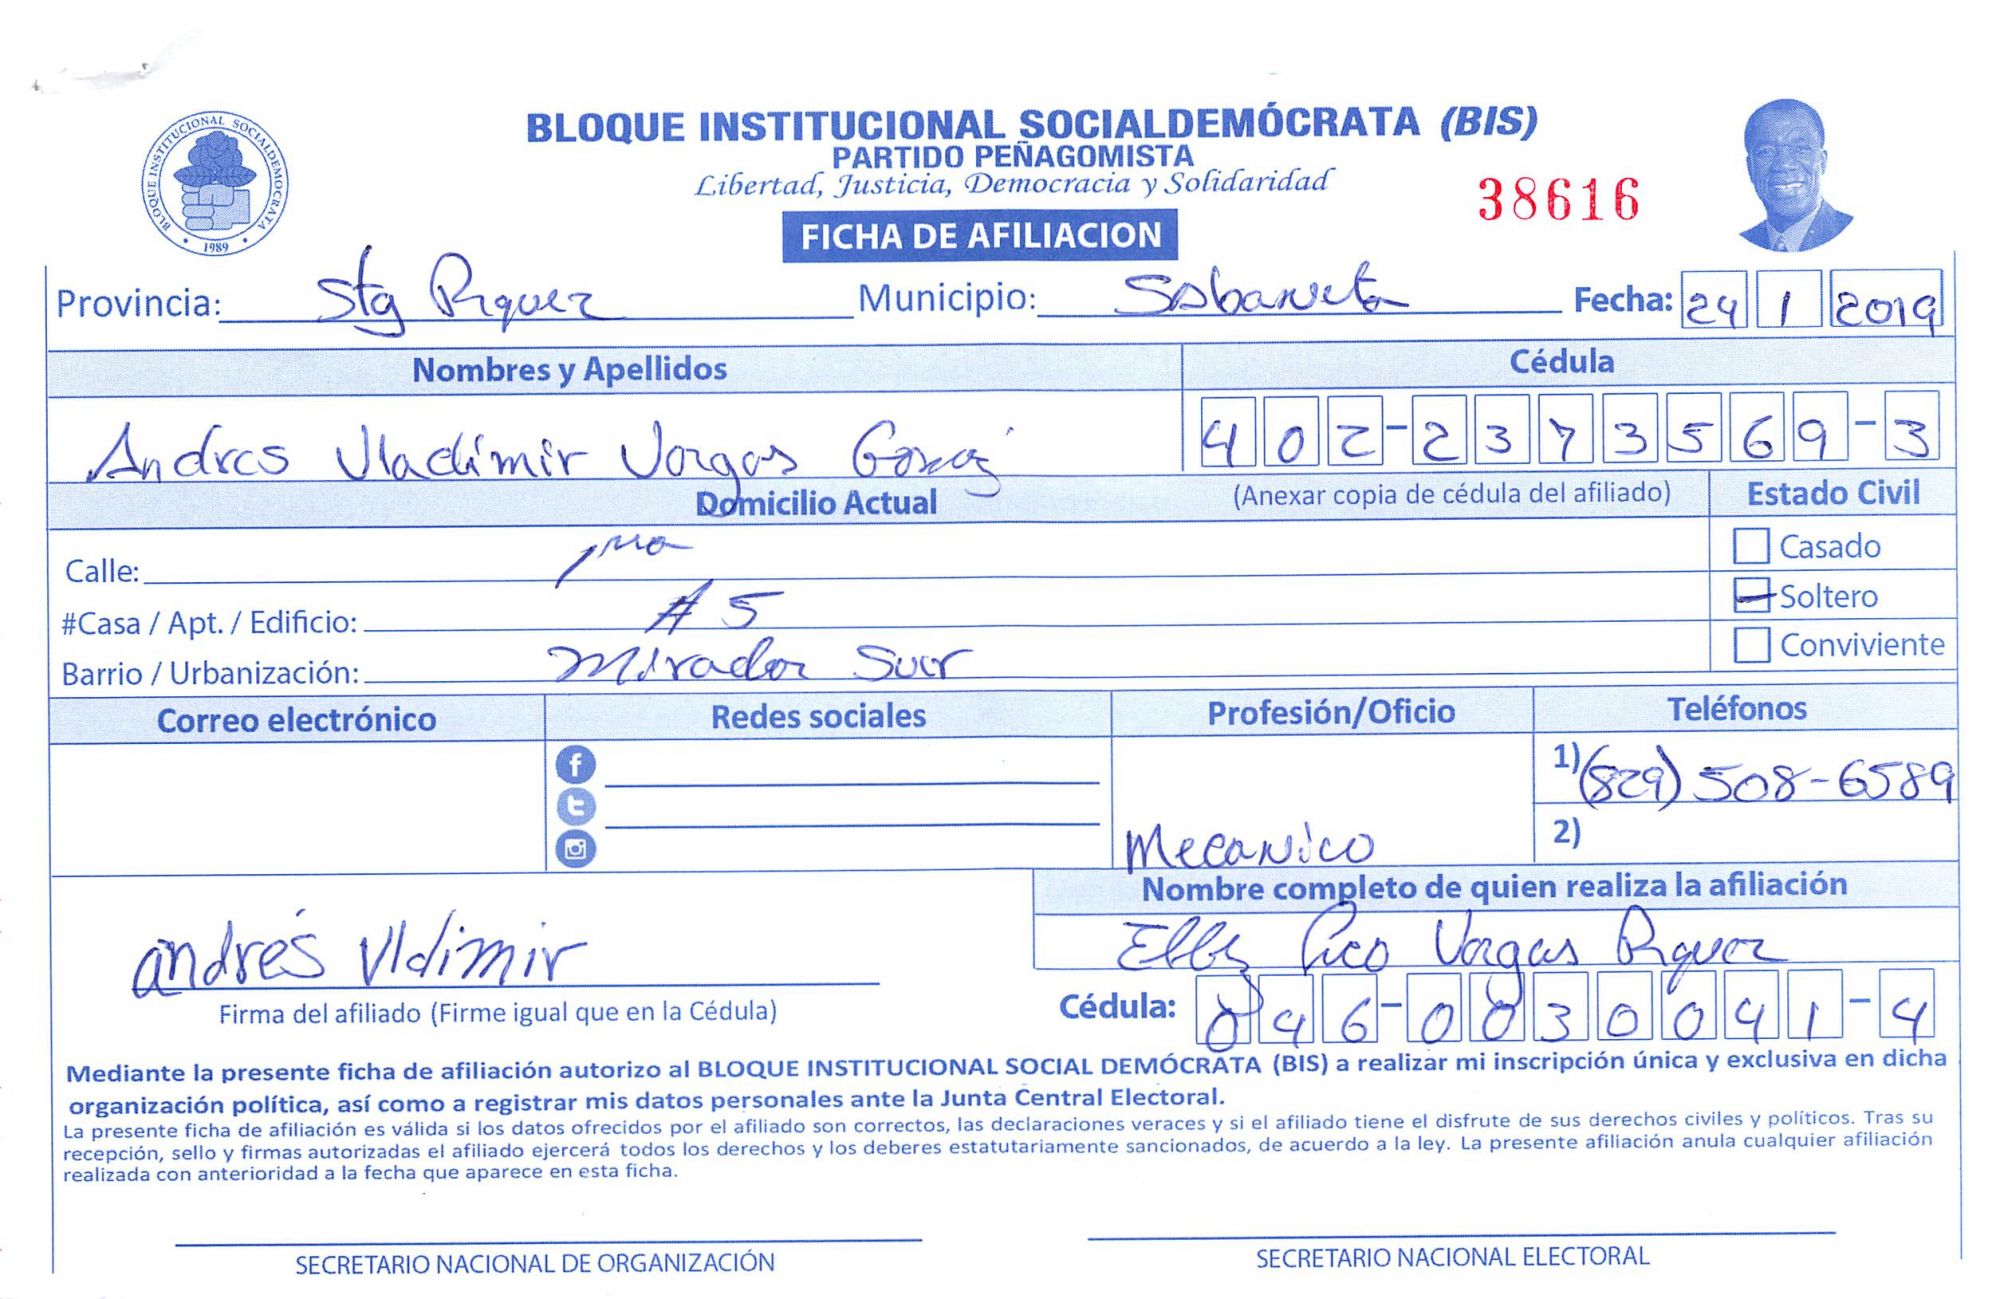 BLOQUE INSTITUCIONAL SOCIALDEMÓCRATA (BIS)
PARTIDO PEÑAGOMISTA
Libertad, Justicia, Democracia y Solidaridad
38616
BLOQUE INSTITUCIONAL SOCIALDEMOCRATA
1989
FICHA DE AFILIACION
Provincia: Stg Rguez Municipio: Sabaneta Fecha: 24 1 2019
Nombres y Apellidos Cédula
Andres Vladimir Vargas 402-2373569-3
Domicilio Actual (Anexar copia de cédula del afiliado) Estado Civil
Calle: 1ra Casado
#Casa / Apt. / Edificio: # 5 Soltero
Barrio / Urbanización: Mirador Sur Conviviente
Correo electrónico Redes sociales Profesión/Oficio Teléfonos
1) (829) 508-6589
Mecanico 2)
Nombre completo de quien realiza la afiliación
andrés Vldimir Pico Vargas Rguez
Firma del afiliado (Firme igual que en la Cédula) Cédula: 046-0030041-4
Mediante la presente ficha de afiliación autorizo al BLOQUE INSTITUCIONAL SOCIAL DEMÓCRATA (BIS) a realizar mi inscripción única y exclusiva en dicha
organización política, así como a registrar mis datos personales ante la Junta Central Electoral.
La presente ficha de afiliación es válida si los datos ofrecidos por el afiliado son correctos, las declaraciones veraces y si el afiliado tiene el disfrute de sus derechos civiles y políticos. Tras su
recepción, sello y firmas autorizadas el afiliado ejercerá todos los derechos y los deberes estatutariamente sancionados, de acuerdo a la ley. La presente afiliación anula cualquier afiliación
realizada con anterioridad a la fecha que aparece en esta ficha.
SECRETARIO NACIONAL DE ORGANIZACIÓN SECRETARIO NACIONAL ELECTORAL